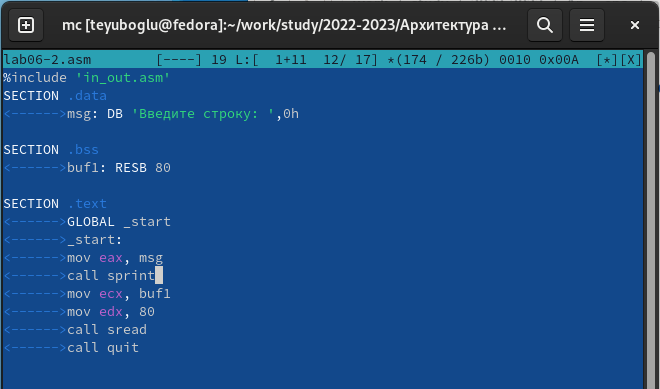 mc [teyuboglu@fedora]:~/work/study/2022-2023/Архитектура ...
lab06-2.asm [----] 19 L:[ 1+11 12/ 17] *(174 / 226b) 0010 0x00A [*][X]
%include 'in_out.asm'
SECTION .data
<------>msg: DB 'Введите строку: ',0h
SECTION .bss
<------>buf1: RESB 80
SECTION .text
<------>GLOBAL _start
<------>_start:
<------>mov eax, msg
<------>call sprint
<------>mov ecx, buf1
<------>mov edx, 80
<------>call sread
<------>call quit